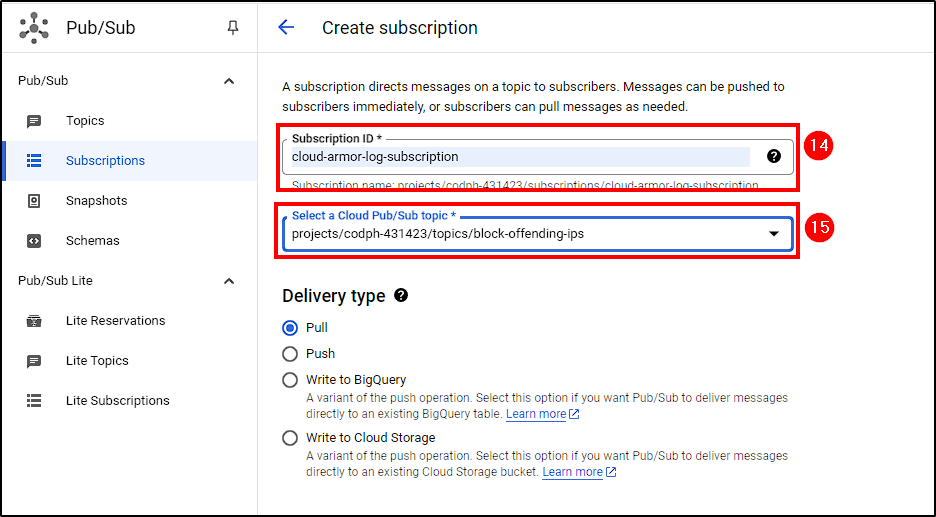 Pub/Sub
Create subscription
Pub/Sub
Topics
Subscriptions
Snapshots
Schemas
Pub/Sub Lite
Lite Reservations
Lite Topics
Lite Subscriptions
A subscription directs messages on a topic to subscribers. Messages can be pushed to
subscribers immediately, or subscribers can pull messages as needed.
Subscription ID *
cloud-armor-log-subscription
14
Subscription name: projects/codph-431423/subscriptions/cloud-armor-log-subscription
Select a Cloud Pub/Sub topic *
projects/codph-431423/topics/block-offending-ips
15
Delivery type
Pull
Push
Write to BigQuery
A variant of the push operation. Select this option if you want Pub/Sub to deliver messages
directly to an existing BigQuery table. Learn more
Write to Cloud Storage
A variant of the push operation. Select this option if you want Pub/Sub to deliver messages
directly to an existing Cloud Storage bucket. Learn more